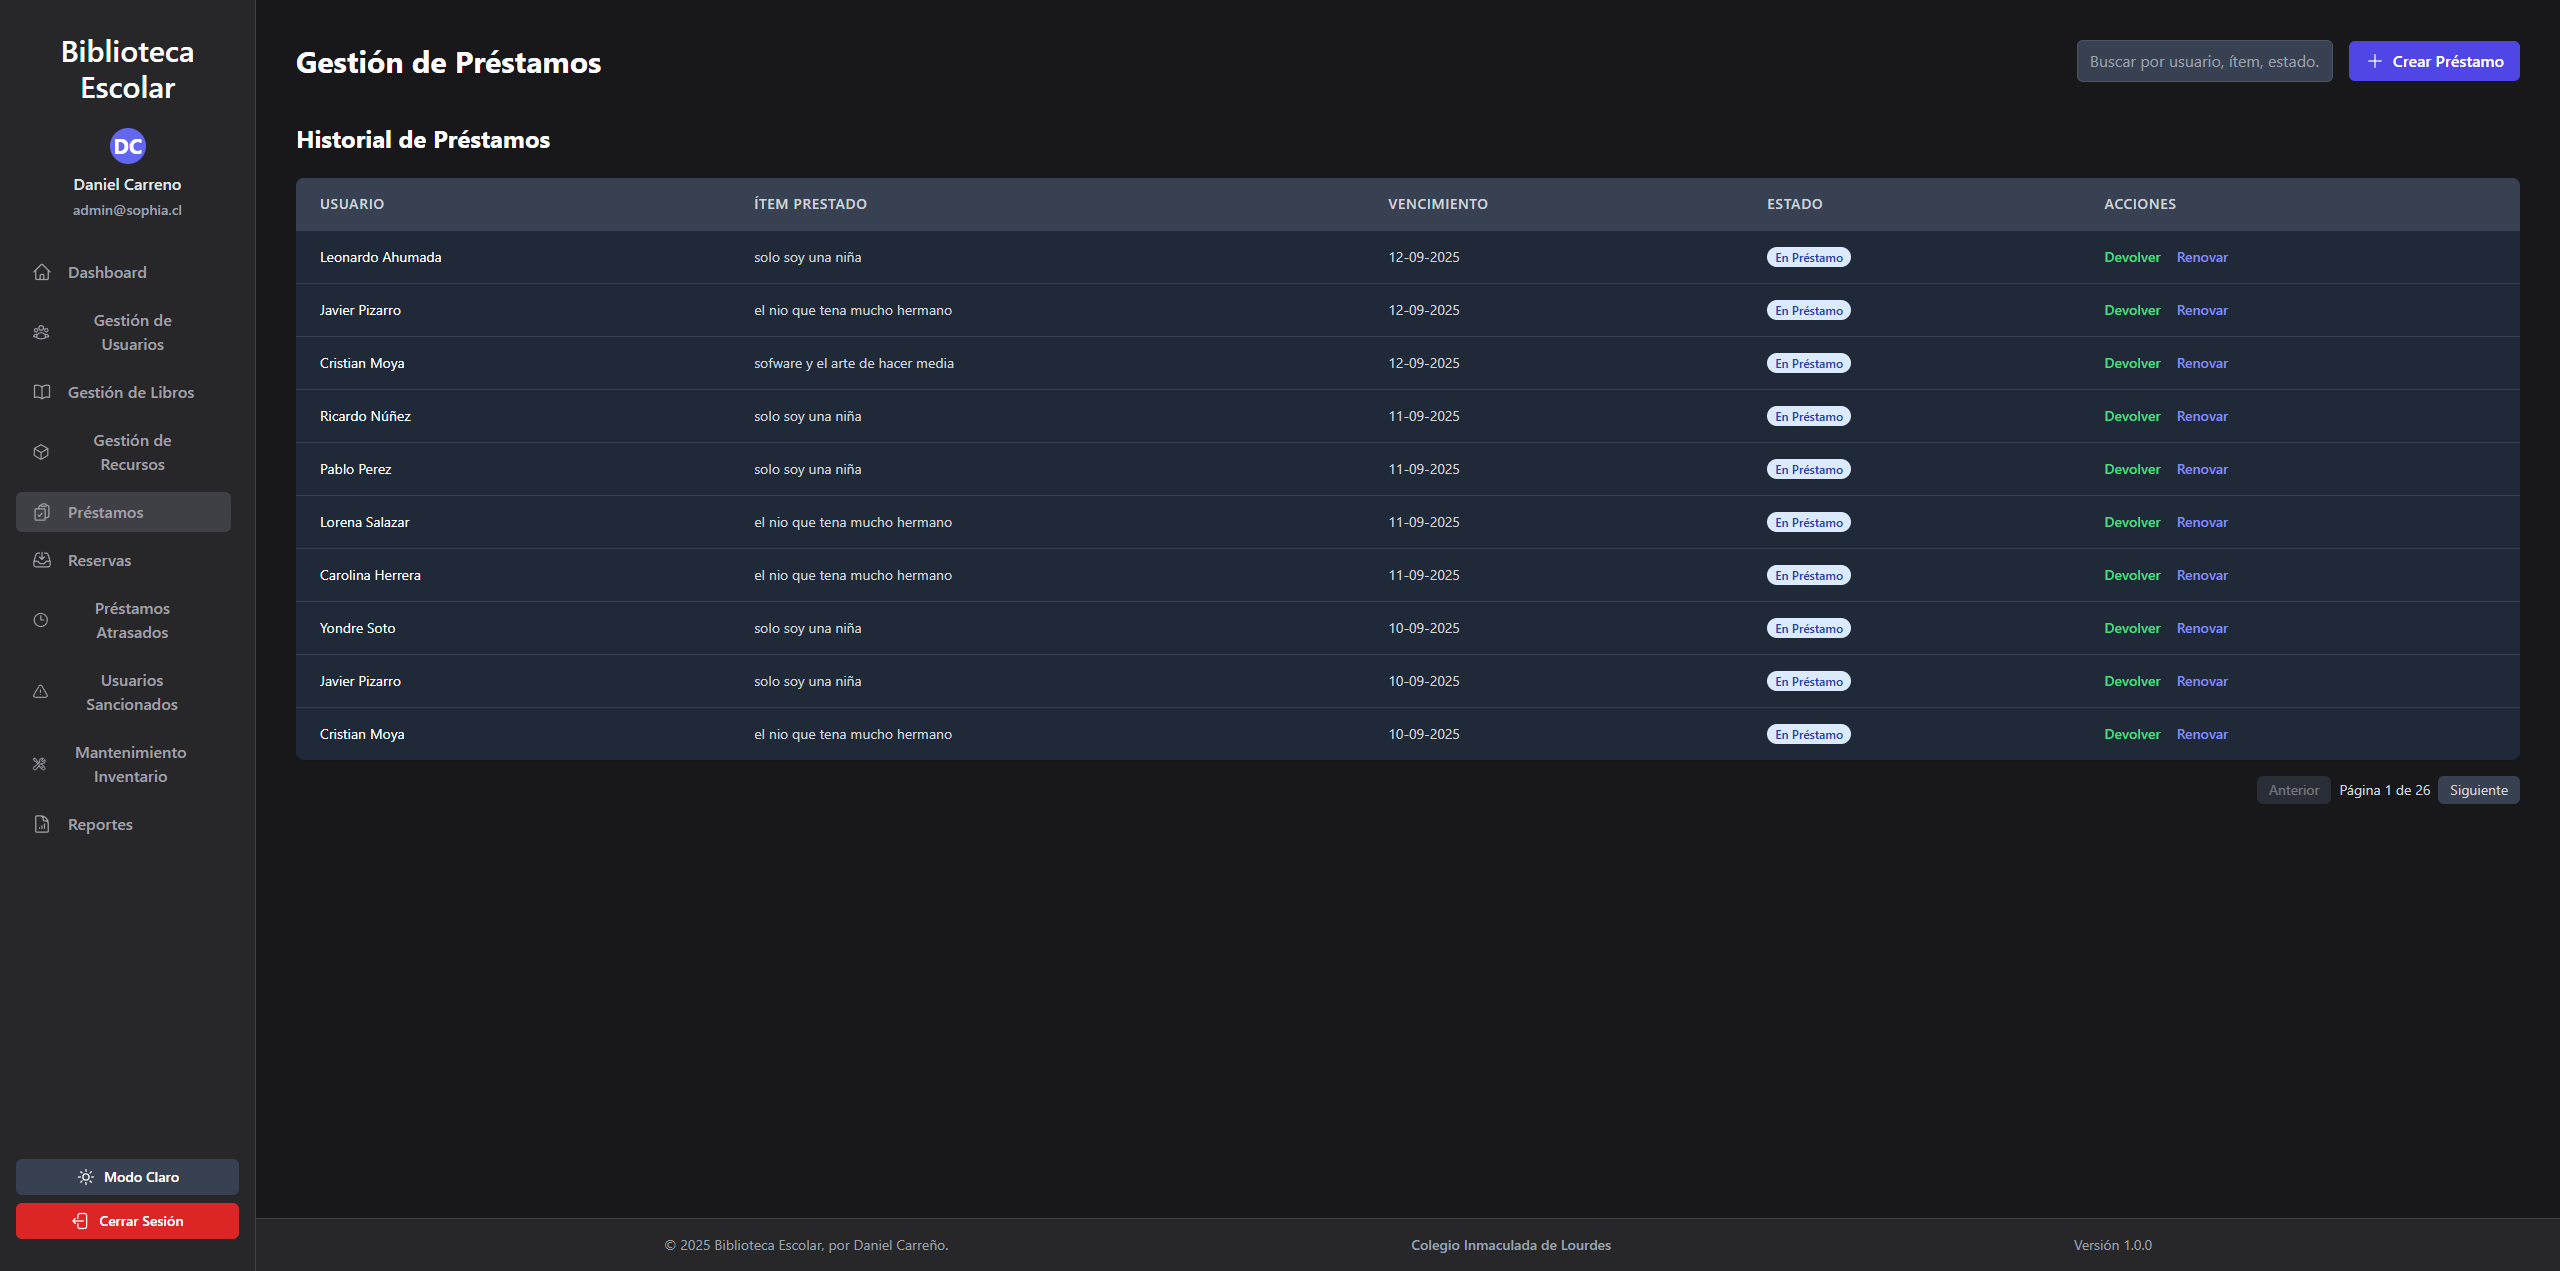 Biblioteca
Escolar
DC
Daniel Carreno
admin@sophia.cl
Dashboard
Gestión de
Usuarios
Gestión de Libros
Gestión de
Recursos
Préstamos
Reservas
Préstamos
Atrasados
Usuarios
Sancionados
Mantenimiento
Inventario
Reportes
Modo Claro
Cerrar Sesión
Gestión de Préstamos
Buscar por usuario, ítem, estado.
Crear Préstamo
Historial de Préstamos
USUARIO ÍTEM PRESTADO VENCIMIENTO ESTADO ACCIONES
Leonardo Ahumada solo soy una niña 12-09-2025 En Préstamo Devolver Renovar
Javier Pizarro el nio que tena mucho hermano 12-09-2025 En Préstamo Devolver Renovar
Cristian Moya sofware y el arte de hacer media 12-09-2025 En Préstamo Devolver Renovar
Ricardo Núñez solo soy una niña 11-09-2025 En Préstamo Devolver Renovar
Pablo Perez solo soy una niña 11-09-2025 En Préstamo Devolver Renovar
Lorena Salazar el nio que tena mucho hermano 11-09-2025 En Préstamo Devolver Renovar
Carolina Herrera el nio que tena mucho hermano 11-09-2025 En Préstamo Devolver Renovar
Yondre Soto solo soy una niña 10-09-2025 En Préstamo Devolver Renovar
Javier Pizarro solo soy una niña 10-09-2025 En Préstamo Devolver Renovar
Cristian Moya el nio que tena mucho hermano 10-09-2025 En Préstamo Devolver Renovar
Anterior Página 1 de 26 Siguiente
© 2025 Biblioteca Escolar, por Daniel Carreño. Colegio Inmaculada de Lourdes Versión 1.0.0